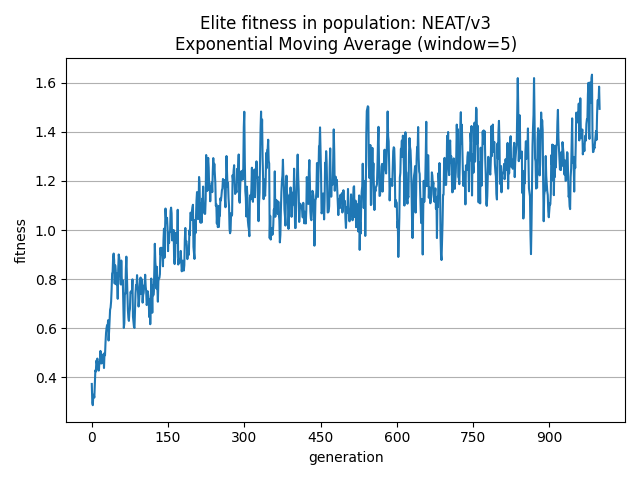 Elite fitness in population: NEAT/v3
Exponential Moving Average (window=5)
1.6
1.4
1.2
1.0
0.8
0.6
0.4
fitness
0 150 300 450 600 750 900
generation